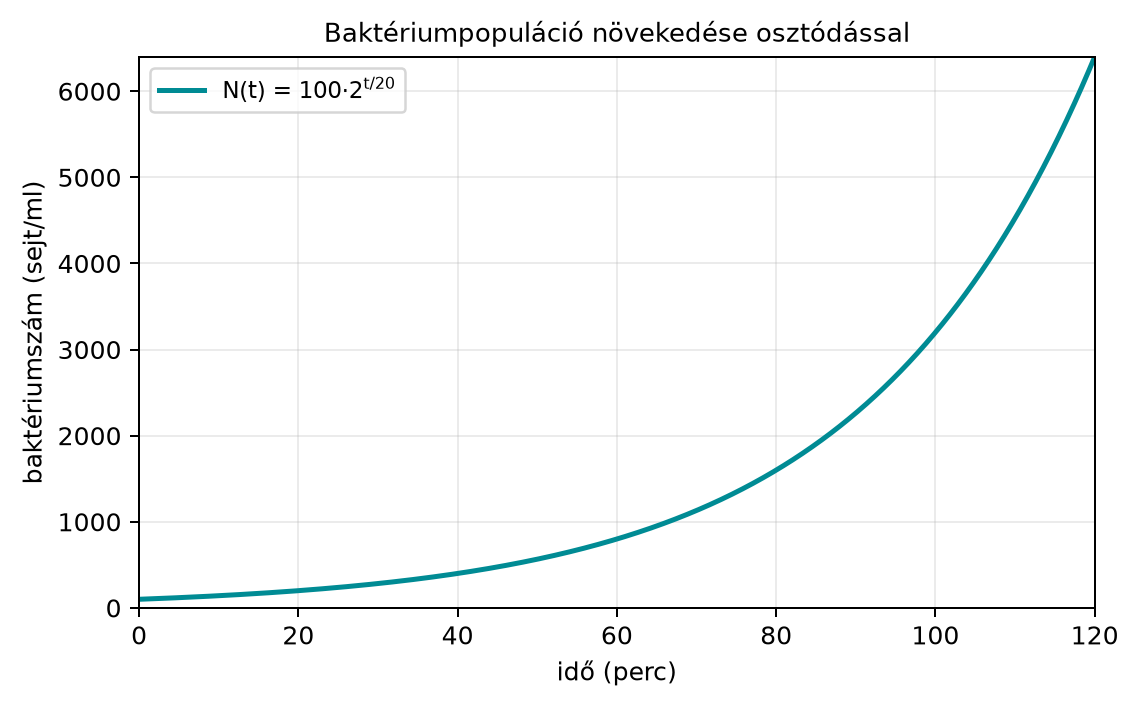 Baktériumpopuláció növekedése osztódással
N(t) = 100·2^t/20
6000
5000
4000
3000
2000
1000
0
baktériumszám (sejt/ml)
0 20 40 60 80 100 120
idő (perc)